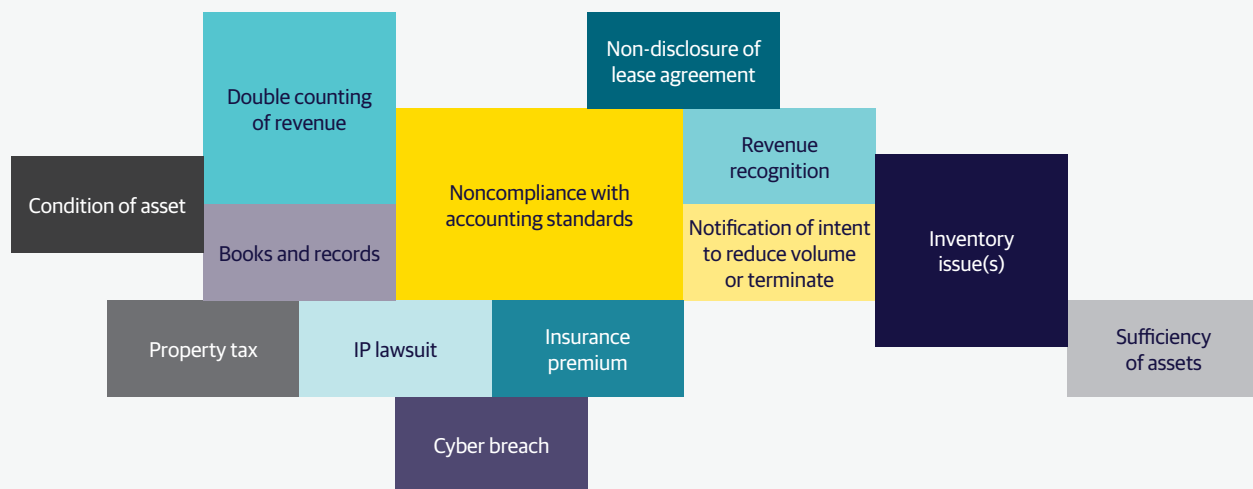 Non-disclosure of
lease agreement
Double counting
of revenue
Revenue
recognition
Noncompliance with
accounting standards
Condition of asset
Notification of intent
to reduce volume
or terminate
Inventory
issue(s)
Books and records
Property tax
IP lawsuit
Insurance
premium
Sufficiency
of assets
Cyber breach